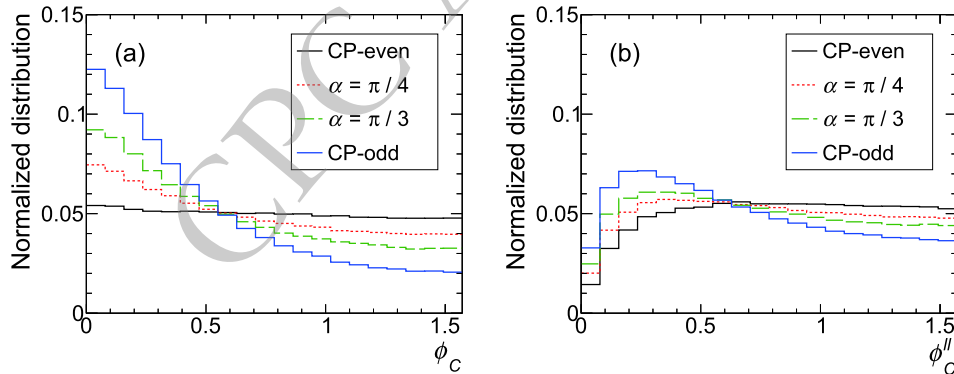 0.15
0.1
0.05
0
Normalized distribution
(a)
CP-even
α = π / 4
α = π / 3
CP-odd
0 0.5 1 1.5
ϕ_C
CPC
0.15
0.1
0.05
0
Normalized distribution
(b)
CP-even
α = π / 4
α = π / 3
CP-odd
0 0.5 1 1.5
ϕ_C^{ll}